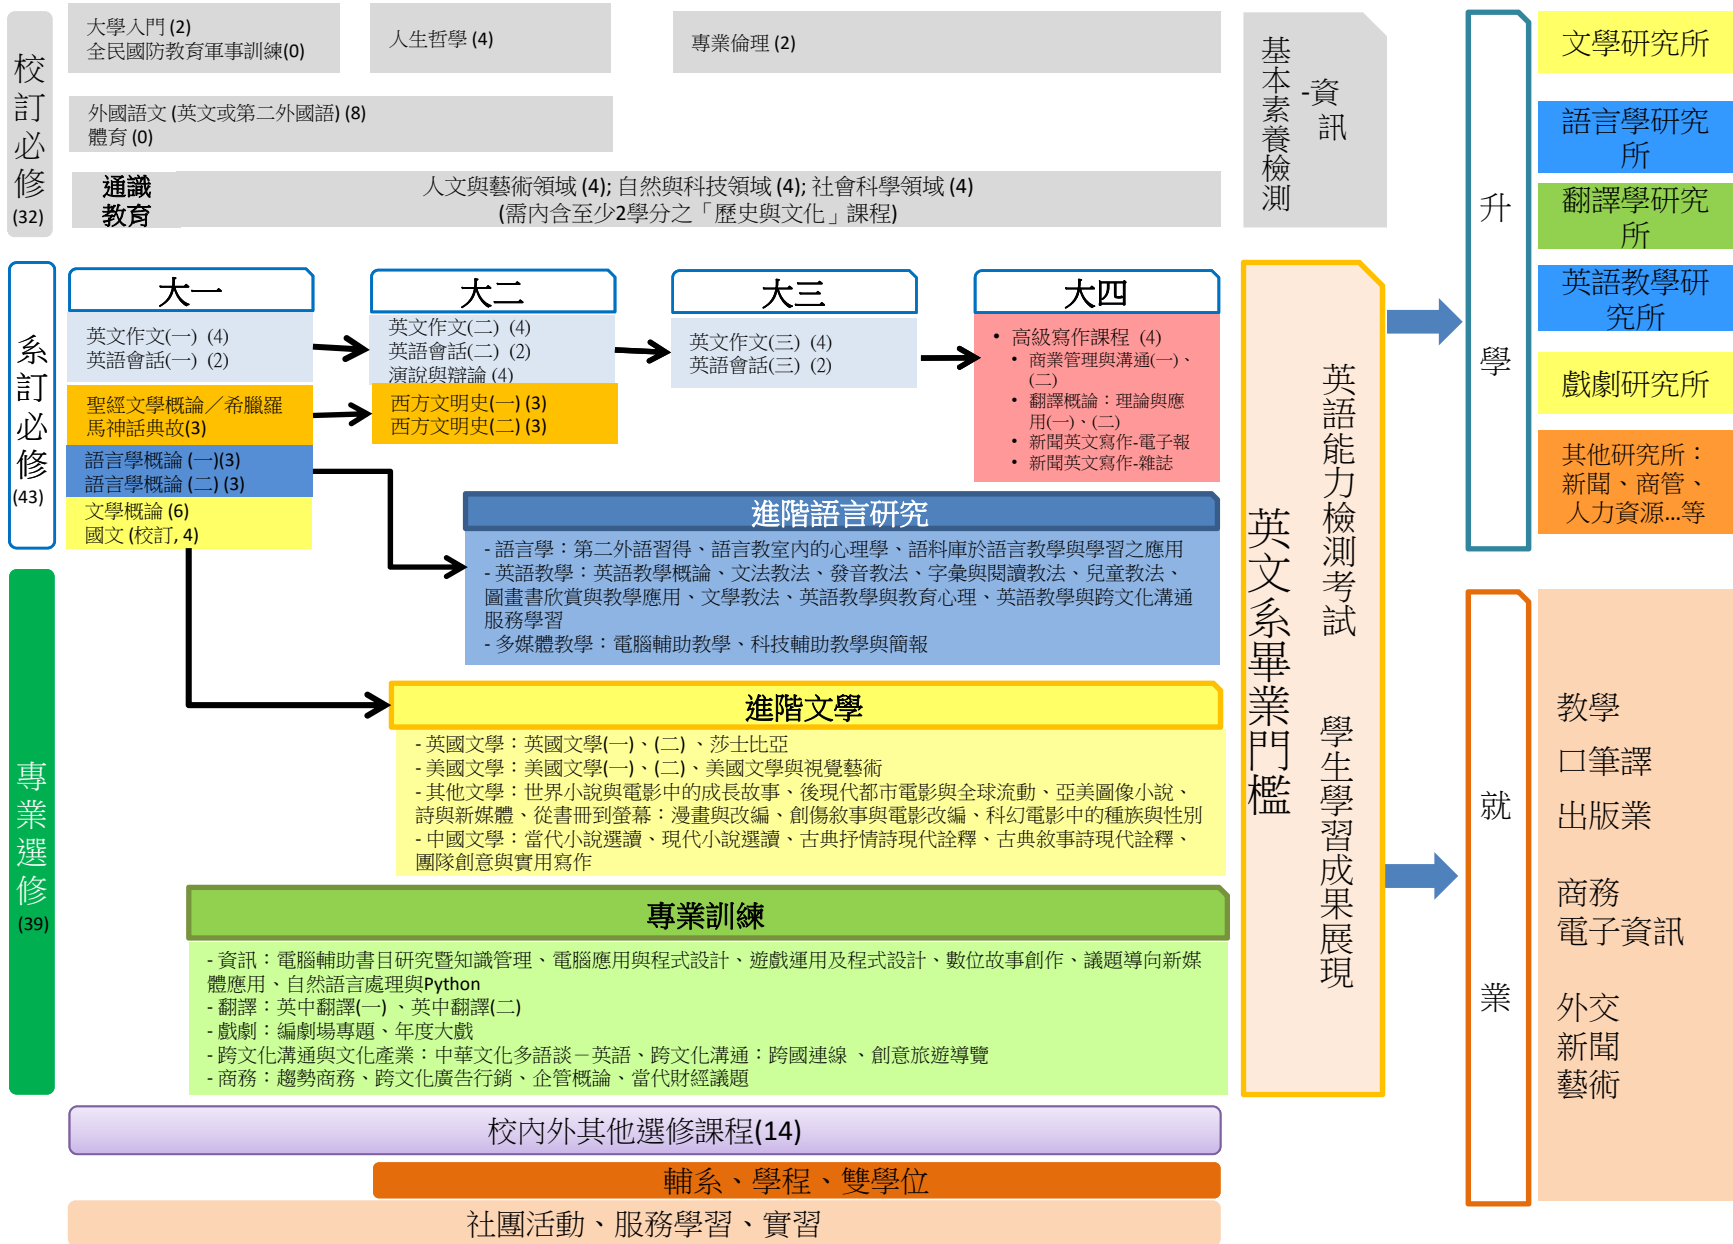 校訂必修
(32)
大學入門 (2)
全民國防教育軍事訓練(0)
人生哲學 (4)
專業倫理 (2)
外國語文 (英文或第二外國語) (8)
體育 (0)
通識
教育
人文與藝術領域 (4); 自然與科技領域 (4); 社會科學領域 (4)
(需內含至少2學分之「歷史與文化」課程)
基本素養檢測
-資訊
系訂必修
(43)
大一
大二
大三
大四
英文作文(一) (4)
英語會話(一) (2)
英文作文(二) (4)
英語會話(二) (2)
演說與辯論 (4)
英文作文(三) (4)
英語會話(三) (2)
• 高級寫作課程 (4)
• 商業管理與溝通(一)、
(二)
• 翻譯概論：理論與應
用(一)、(二)
• 新聞英文寫作-電子報
• 新聞英文寫作-雜誌
聖經文學概論／希臘羅
馬神話典故(3)
西方文明史(一) (3)
西方文明史(二) (3)
語言學概論 (一)(3)
語言學概論 (二) (3)
文學概論 (6)
國文 (校訂, 4)
進階語言研究
- 語言學：第二外語習得、語言教室內的心理學、語料庫於語言教學與學習之應用
- 英語教學：英語教學概論、文法教法、發音教法、字彙與閱讀教法、兒童教法、
圖畫書欣賞與教學應用、文學教法、英語教學與教育心理、英語教學與跨文化溝通
服務學習
- 多媒體教學：電腦輔助教學、科技輔助教學與簡報
專業選修
(39)
進階文學
- 英國文學：英國文學(一)、(二) 、莎士比亞
- 美國文學：美國文學(一)、(二)、美國文學與視覺藝術
- 其他文學：世界小說與電影中的成長故事、後現代都市電影與全球流動、亞美圖像小說、
詩與新媒體、從書冊到螢幕：漫畫與改編、創傷敘事與電影改編、科幻電影中的種族與性別
- 中國文學：當代小說選讀、現代小說選讀、古典抒情詩現代詮釋、古典敘事詩現代詮釋、
團隊創意與實用寫作
專業訓練
- 資訊：電腦輔助書目研究暨知識管理、電腦應用與程式設計、遊戲運用及程式設計、數位故事創作、議題導向新媒
體應用、自然語言處理與Python
- 翻譯：英中翻譯(一) 、英中翻譯(二)
- 戲劇：編劇場專題、年度大戲
- 跨文化溝通與文化產業：中華文化多語談－英語、跨文化溝通：跨國連線 、創意旅遊導覽
- 商務：趨勢商務、跨文化廣告行銷、企管概論、當代財經議題
校內外其他選修課程(14)
輔系、學程、雙學位
社團活動、服務學習、實習
英文系畢業門檻
英語能力檢測考試
學生學習成果展現
升學
文學研究所
語言學研究
所
翻譯學研究
所
英語教學研
究所
戲劇研究所
其他研究所：
新聞、商管、
人力資源...等
就業
教學
口筆譯
出版業
商務
電子資訊
外交
新聞
藝術